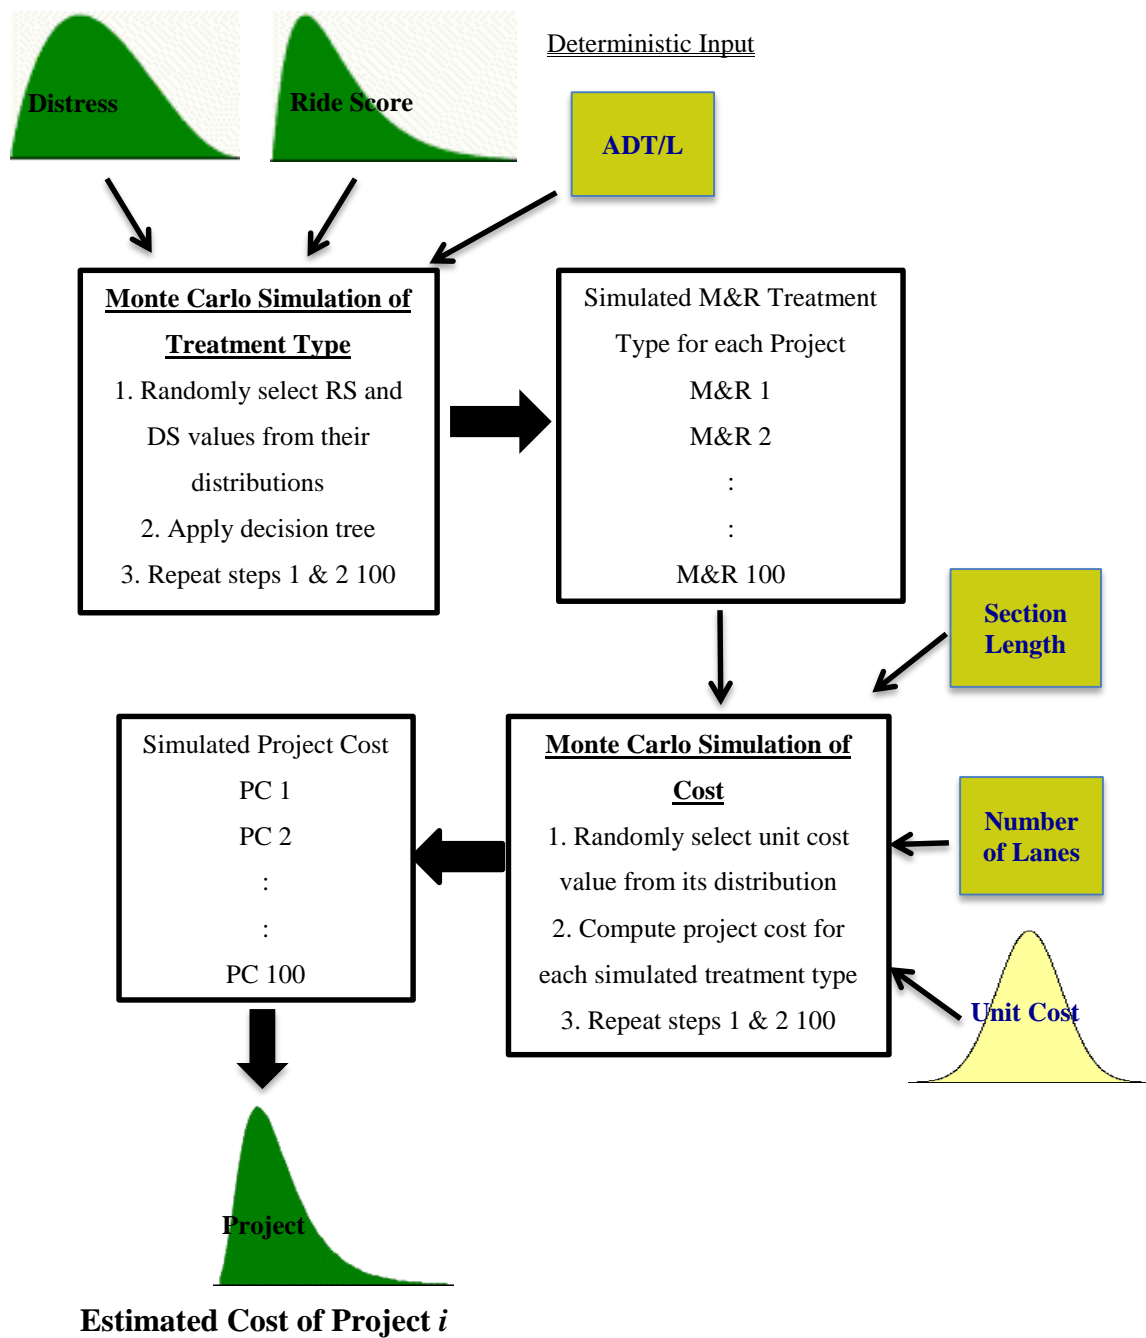 Deterministic Input
Distress
Ride Score
ADT/L
Monte Carlo Simulation of
Treatment Type
1. Randomly select RS and
DS values from their
distributions
2. Apply decision tree
3. Repeat steps 1 & 2 100
Simulated M&R Treatment
Type for each Project
M&R 1
M&R 2
:
:
M&R 100
Section
Length
Simulated Project Cost
PC 1
PC 2
:
:
PC 100
Monte Carlo Simulation of
Cost
1. Randomly select unit cost
value from its distribution
2. Compute project cost for
each simulated treatment type
3. Repeat steps 1 & 2 100
Number
of Lanes
Unit Cost
Project
Estimated Cost of Project i